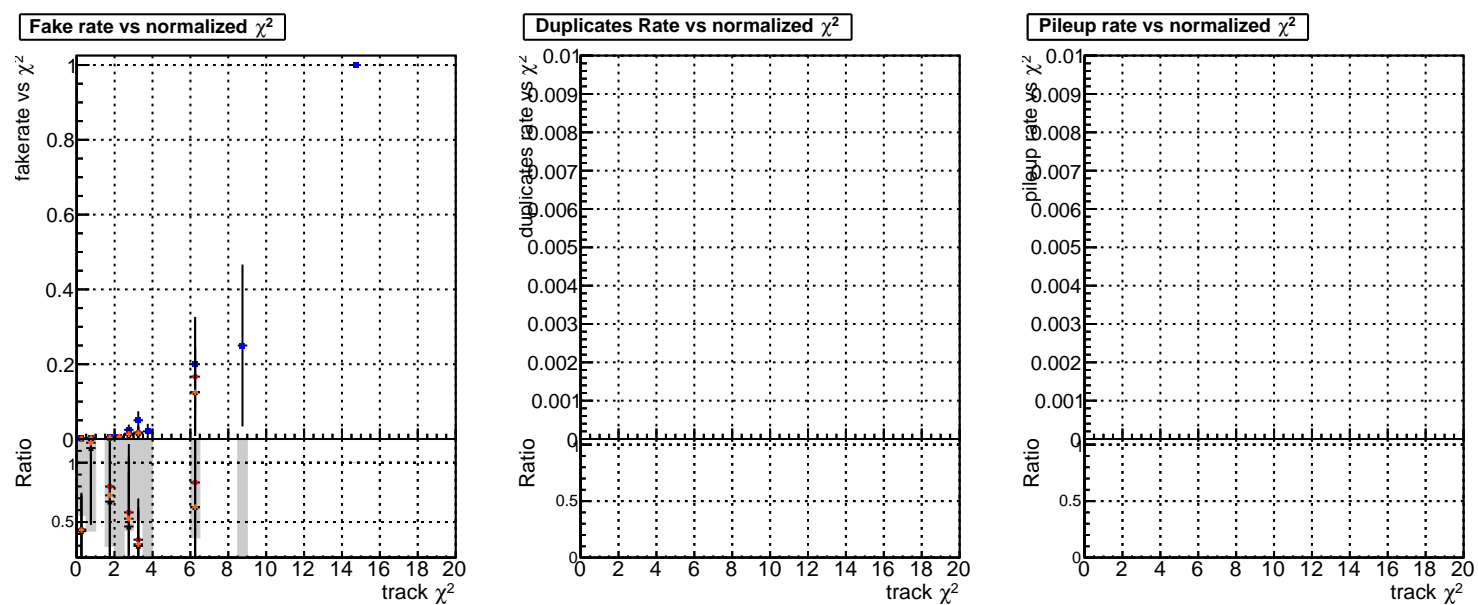 Fake rate vs normalized χ²
fakerate vs χ²
1
0.8
0.6
0.4
0.2
0
Ratio
1
0.5
0 2 4 6 8 10 12 14 16 18 20
track χ²
Duplicates Rate vs normalized χ²
duplicates rate vs χ²
0.01
0.009
0.008
0.007
0.006
0.005
0.004
0.003
0.002
0.001
0
Ratio
1
0.5
0
0 2 4 6 8 10 12 14 16 18 20
track χ²
Pileup rate vs normalized χ²
pileup rate vs χ²
0.01
0.009
0.008
0.007
0.006
0.005
0.004
0.003
0.002
0.001
0
Ratio
1
0.5
0
0 2 4 6 8 10 12 14 16 18 20
track χ²